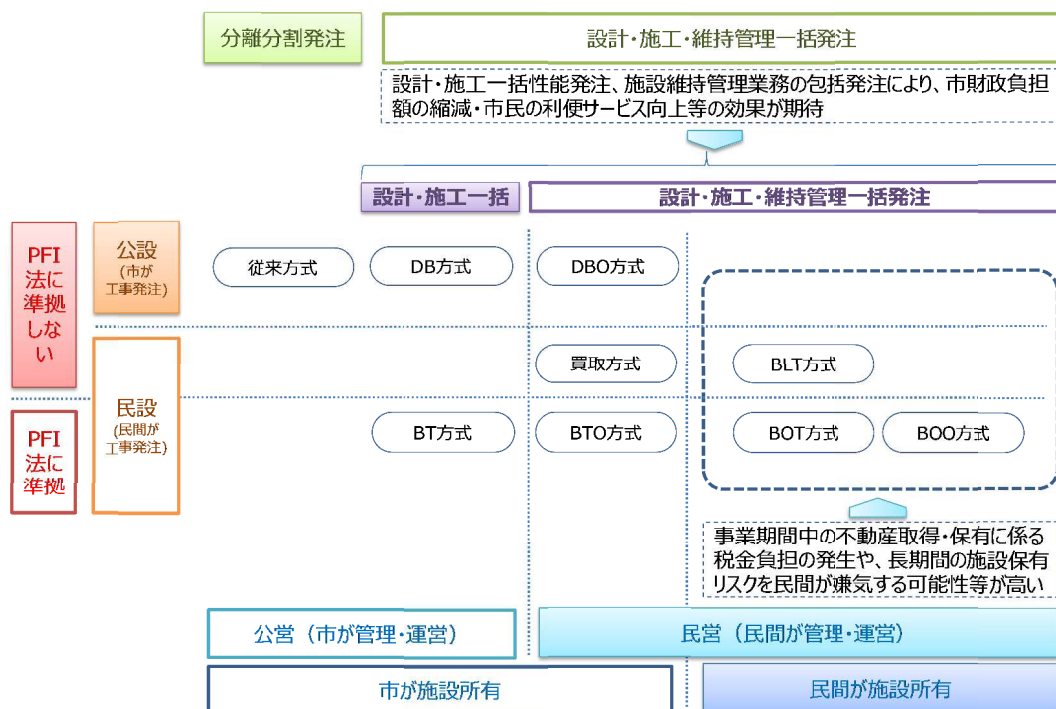 分離分割発注
設計・施工・維持管理一括発注
設計・施工一括性能発注、施設維持管理業務の包括発注により、市財政負担
額の縮減・市民の利便サービス向上等の効果が期待
設計・施工一括
設計・施工・維持管理一括発注
PFI
法に
準拠
しな
い
公設
(市が
工事発注)
従来方式
DB方式
DBO方式
買取方式
BLT方式
民設
(民間が
工事発注)
PFI
法に
準拠
BT方式
BTO方式
BOT方式
BOO方式
事業期間中の不動産取得・保有に係る
税金負担の発生や、長期間の施設保有
リスクを民間が嫌気する可能性等が高い
公営（市が管理・運営）
民営（民間が管理・運営）
市が施設所有
民間が施設所有